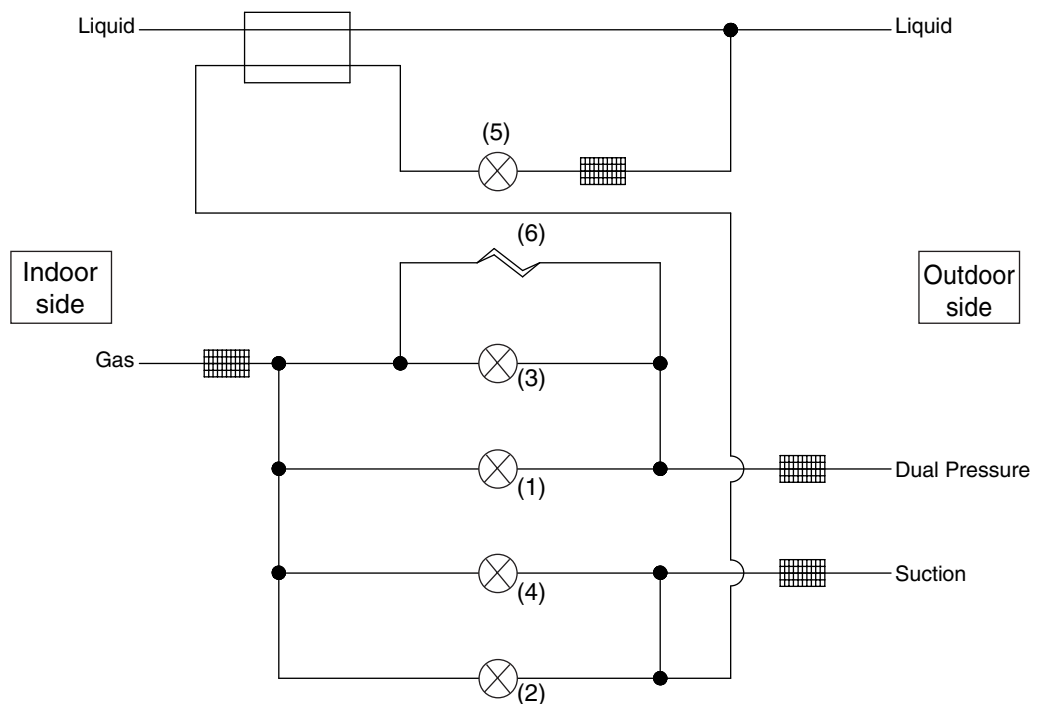 Liquid
Liquid
(5)
(6)
Indoor
side
Outdoor
side
Gas
(3)
(1)
Dual Pressure
(4)
Suction
(2)